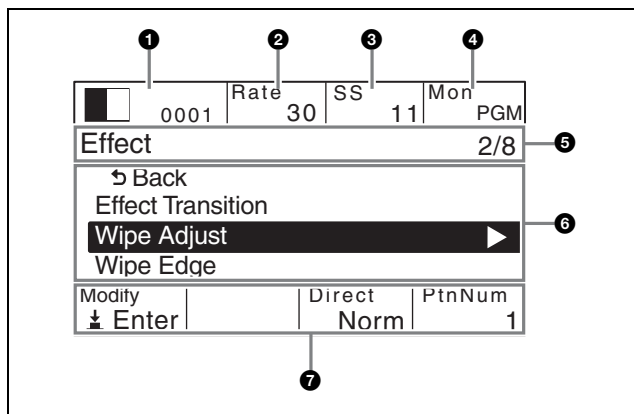 1 2 3 4
Rate SS Mon
0001 30 11 PGM
Effect 2/8 5
Back
Effect Transition
Wipe Adjust 6
Wipe Edge
Modify Direct PtnNum
Enter Norm 1
7